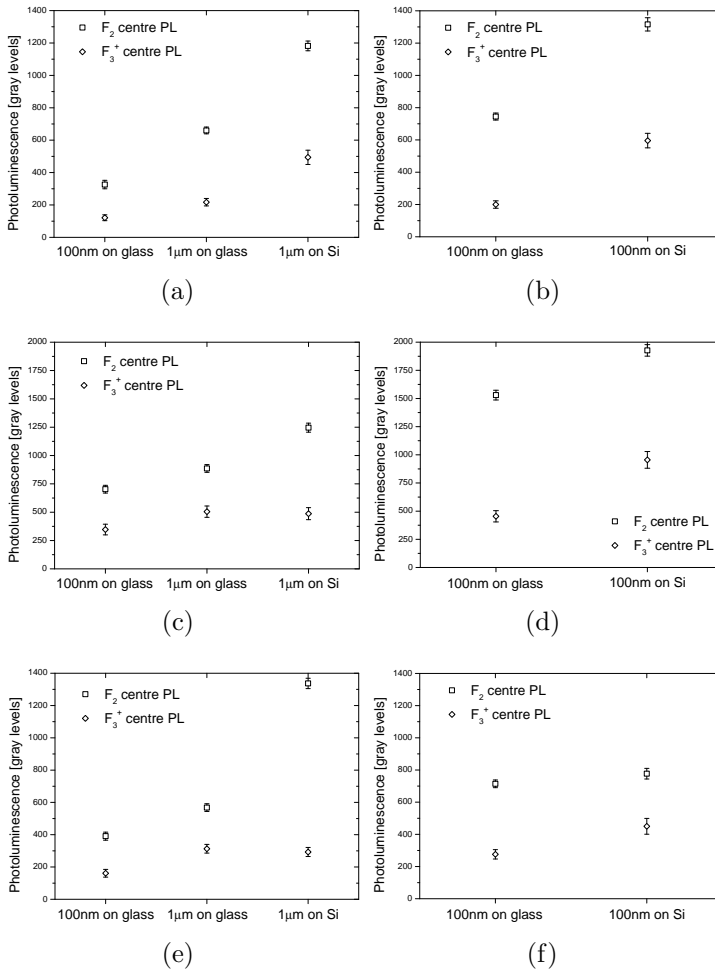 Photoluminescence [gray levels]
1400
1200
1000
800
600
400
200
0
F₂ centre PL
F₃⁺ centre PL
100nm on glass 1μm on glass 1μm on Si
(a)
Photoluminescence [gray levels]
1400
1200
1000
800
600
400
200
0
F₂ centre PL
F₃⁺ centre PL
100nm on glass 100nm on Si
(b)
Photoluminescence [gray levels]
2000
1750
1500
1250
1000
750
500
250
0
F₂ centre PL
F₃⁺ centre PL
100nm on glass 1μm on glass 1μm on Si
(c)
Photoluminescence [gray levels]
2000
1750
1500
1250
1000
750
500
250
0
F₂ centre PL
F₃⁺ centre PL
100nm on glass 100nm on Si
(d)
Photoluminescence [gray levels]
1400
1200
1000
800
600
400
200
0
F₂ centre PL
F₃⁺ centre PL
100nm on glass 1μm on glass 1μm on Si
(e)
Photoluminescence [gray levels]
1400
1200
1000
800
600
400
200
0
F₂ centre PL
F₃⁺ centre PL
100nm on glass 100nm on Si
(f)